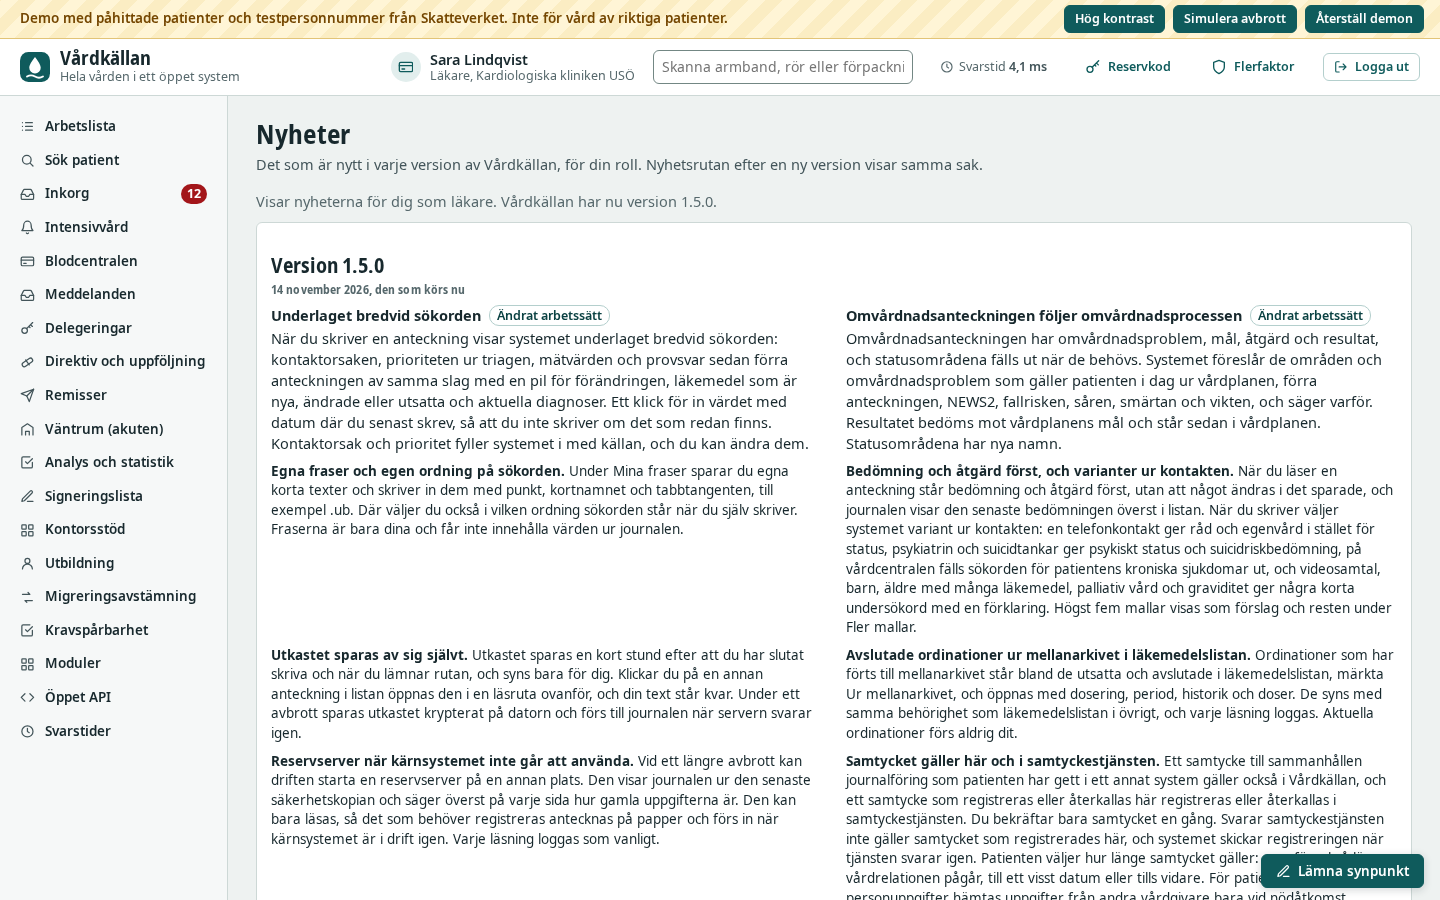 Demo med påhittade patienter och testpersonnummer från Skatteverket. Inte för vård av riktiga patienter.
Hög kontrast
Simulera avbrott
Återställ demon
Vårdkällan
Hela vården i ett öppet system
Sara Lindqvist
Läkare, Kardiologiska kliniken USÖ
Skanna armband, rör eller förpackni
Svarstid 4,1 ms
Reservkod
Flerfaktor
Logga ut
Arbetslista
Sök patient
Inkorg
12
Intensivvård
Blodcentralen
Meddelanden
Delegeringar
Direktiv och uppföljning
Remisser
Väntrum (akuten)
Analys och statistik
Signeringslista
Kontorsstöd
Utbildning
Migreringsavstämning
Kravspårbarhet
Moduler
Öppet API
Svarstider
Nyheter
Det som är nytt i varje version av Vårdkällan, för din roll. Nyhetsrutan efter en ny version visar samma sak.
Visar nyheterna för dig som läkare. Vårdkällan har nu version 1.5.0.
Version 1.5.0
14 november 2026, den som körs nu
Underlaget bredvid sökorden
Ändrat arbetssätt
När du skriver en anteckning visar systemet underlaget bredvid sökorden:
kontaktorsaken, prioriteten ur triagen, mätvärden och provsvar sedan förra
anteckningen av samma slag med en pil för förändringen, läkemedel som är
nya, ändrade eller utsatta och aktuella diagnoser. Ett klick för in värdet med
datum där du senast skrev, så att du inte skriver om det som redan finns.
Kontaktorsak och prioritet fyller systemet i med källan, och du kan ändra dem.
Omvårdnadsanteckningen följer omvårdnadsprocessen
Ändrat arbetssätt
Omvårdnadsanteckningen har omvårdnadsproblem, mål, åtgärd och resultat,
och statusområdena fälls ut när de behövs. Systemet föreslår de områden och
omvårdnadsproblem som gäller patienten i dag ur vårdplanen, förra
anteckningen, NEWS2, fallrisken, såren, smärtan och vikten, och säger varför.
Resultatet bedöms mot vårdplanens mål och står sedan i vårdplanen.
Statusområdena har nya namn.
Egna fraser och egen ordning på sökorden. Under Mina fraser sparar du egna
korta texter och skriver in dem med punkt, kortnamnet och tabbtangenten, till
exempel .ub. Där väljer du också i vilken ordning sökorden står när du själv skriver.
Fraserna är bara dina och får inte innehålla värden ur journalen.
Bedömning och åtgärd först, och varianter ur kontakten. När du läser en
anteckning står bedömning och åtgärd först, utan att något ändras i det sparade, och
journalen visar den senaste bedömningen överst i listan. När du skriver väljer
systemet variant ur kontakten: en telefonkontakt ger råd och egenvård i stället för
status, psykiatrin och suicidtankar ger psykiskt status och suicidriskbedömning, på
vårdcentralen fälls sökorden för patientens kroniska sjukdomar ut, och videosamtal,
barn, äldre med många läkemedel, palliativ vård och graviditet ger några korta
undersökord med en förklaring. Högst fem mallar visas som förslag och resten under
Fler mallar.
Utkastet sparas av sig självt. Utkastet sparas en kort stund efter att du har slutat
skriva och när du lämnar rutan, och syns bara för dig. Klickar du på en annan
anteckning i listan öppnas den i en läsruta ovanför, och din text står kvar. Under ett
avbrott sparas utkastet krypterat på datorn och förs till journalen när servern svarar
igen.
Avslutade ordinationer ur mellanarkivet i läkemedelslistan. Ordinationer som har
förts till mellanarkivet står bland de utsatta och avslutade i läkemedelslistan, märkta
Ur mellanarkivet, och öppnas med dosering, period, historik och doser. De syns med
samma behörighet som läkemedelslistan i övrigt, och varje läsning loggas. Aktuella
ordinationer förs aldrig dit.
Reservserver när kärnsystemet inte går att använda. Vid ett längre avbrott kan
driften starta en reservserver på en annan plats. Den visar journalen ur den senaste
säkerhetskopian och säger överst på varje sida hur gamla uppgifterna är. Den kan
bara läsas, så det som behöver registreras antecknas på papper och förs in när
kärnsystemet är i drift igen. Varje läsning loggas som vanligt.
Samtycket gäller här och i samtyckestjänsten. Ett samtycke till sammanhållen
journalföring som patienten har gett i ett annat system gäller också i Vårdkällan, och
ett samtycke som registreras eller återkallas här registreras eller återkallas i
samtyckestjänsten. Du bekräftar bara samtycket en gång. Svarar samtyckestjänsten
inte gäller samtycket som registrerades här, och systemet skickar registreringen när
tjänsten svarar igen. Patienten väljer hur länge samtycket gäller:
vårdrelationen pågår, till ett visst datum eller tills vidare. För
personuppgifter hämtas uppgifter från andra vårdgivare bara vid nödåtkomst
Lämna synpunkt